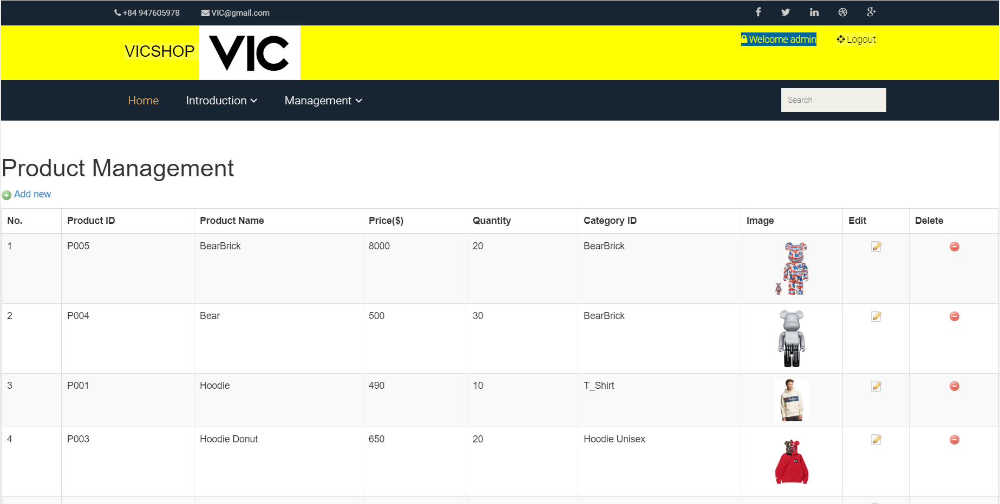 +84 947605978 VIC@gmail.com
VICSHOP VIC Welcome admin Logout
Home Introduction Management Search
Product Management
Add new
No. Product ID Product Name Price($) Quantity Category ID Image Edit Delete
1 P005 BearBrick 8000 20 BearBrick
2 P004 Bear 500 30 BearBrick
3 P001 Hoodie 490 10 T_Shirt
4 P003 Hoodie Donut 650 20 Hoodie Unisex